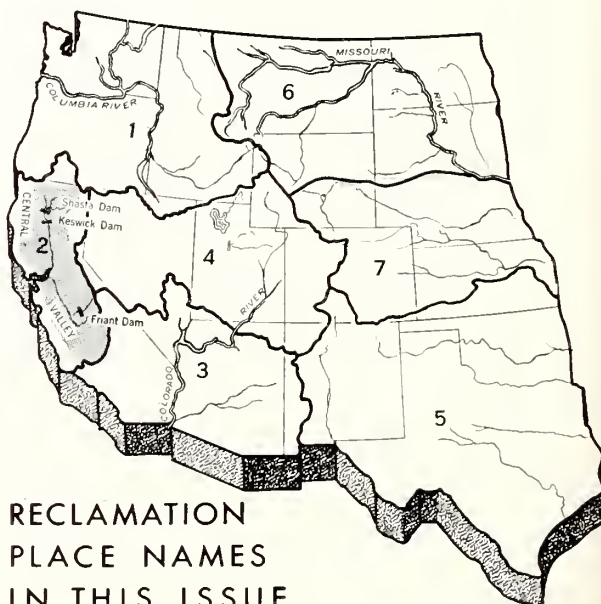 MISSOURI
RIVER
6
COLUMBIA RIVER
1
Shasta Dam
Keswick Dam
CENTRAL
2
VALLEY
Friant Dam
4
RIVER
7
COLORADO
3
5
RECLAMATION
PLACE NAMES
IN THIS ISSUE